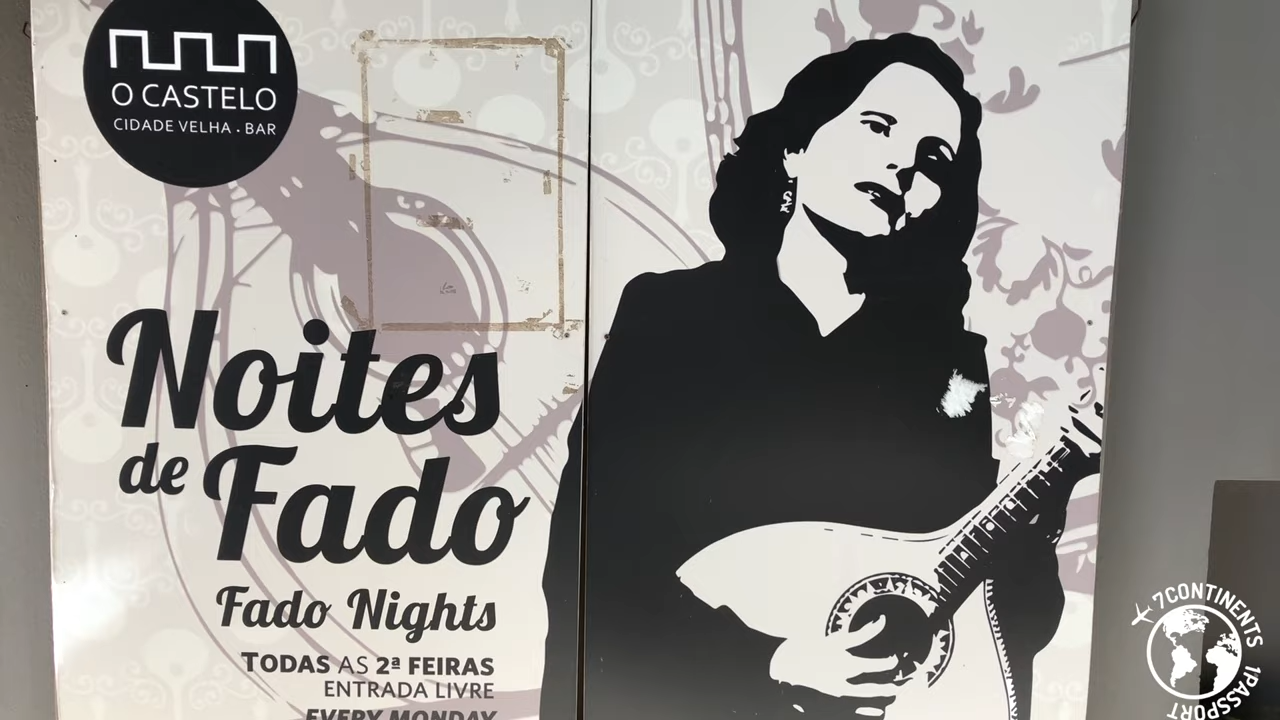 O CASTELO
CIDADE VELHA . BAR
Noites
de Fado
Fado Nights
TODAS AS 2ª FEIRAS
ENTRADA LIVRE
EVERY MONDAY
7CONTINENTS 1PASSPORT